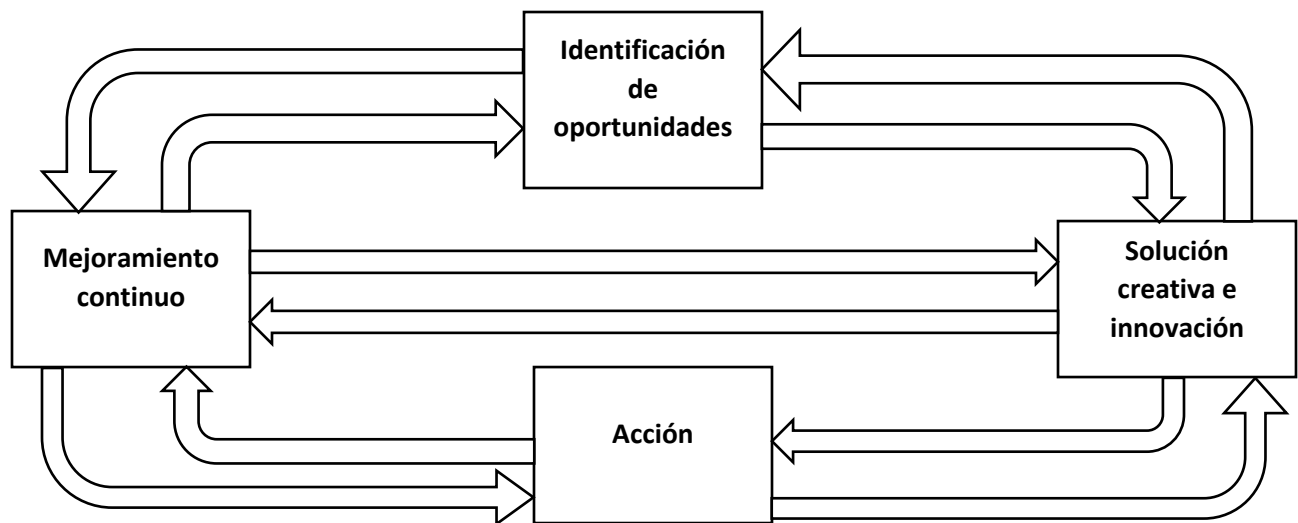 Identificación
de
oportunidades
Mejoramiento
continuo
Solución
creativa e
innovación
Acción